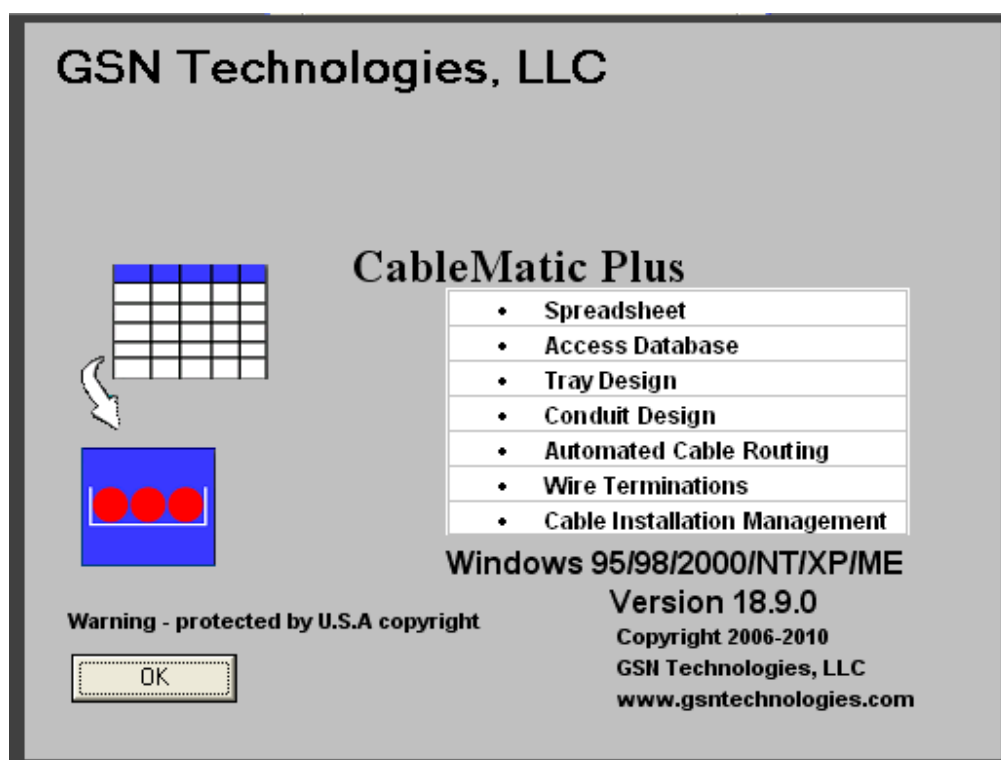 GSN Technologies, LLC
CableMatic Plus
• Spreadsheet
• Access Database
• Tray Design
• Conduit Design
• Automated Cable Routing
• Wire Terminations
• Cable Installation Management
Windows 95/98/2000/NT/XP/ME
Version 18.9.0
Warning - protected by U.S.A copyright
Copyright 2006-2010
GSN Technologies, LLC
www.gsntechnologies.com
OK